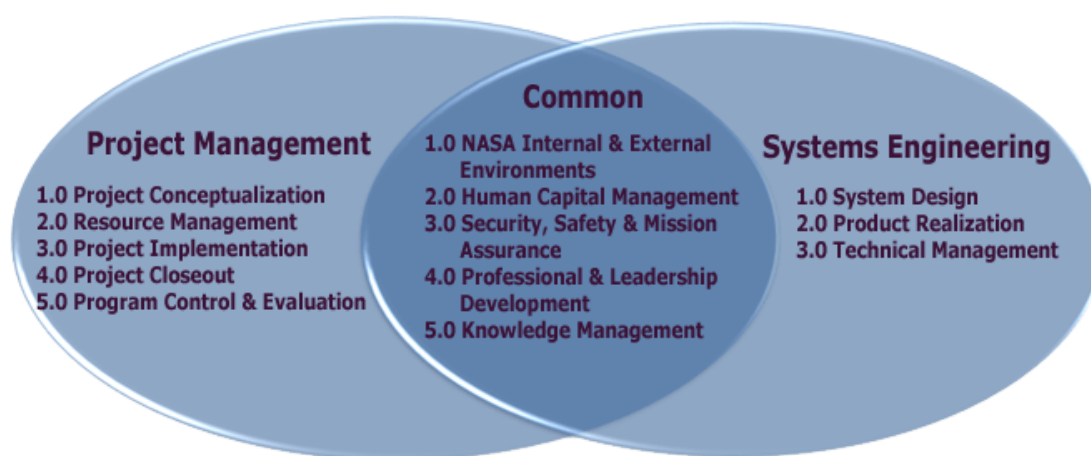 Project Management
1.0 Project Conceptualization
2.0 Resource Management
3.0 Project Implementation
4.0 Project Closeout
5.0 Program Control & Evaluation
Common
1.0 NASA Internal & External
Environments
2.0 Human Capital Management
3.0 Security, Safety & Mission
Assurance
4.0 Professional & Leadership
Development
5.0 Knowledge Management
Systems Engineering
1.0 System Design
2.0 Product Realization
3.0 Technical Management